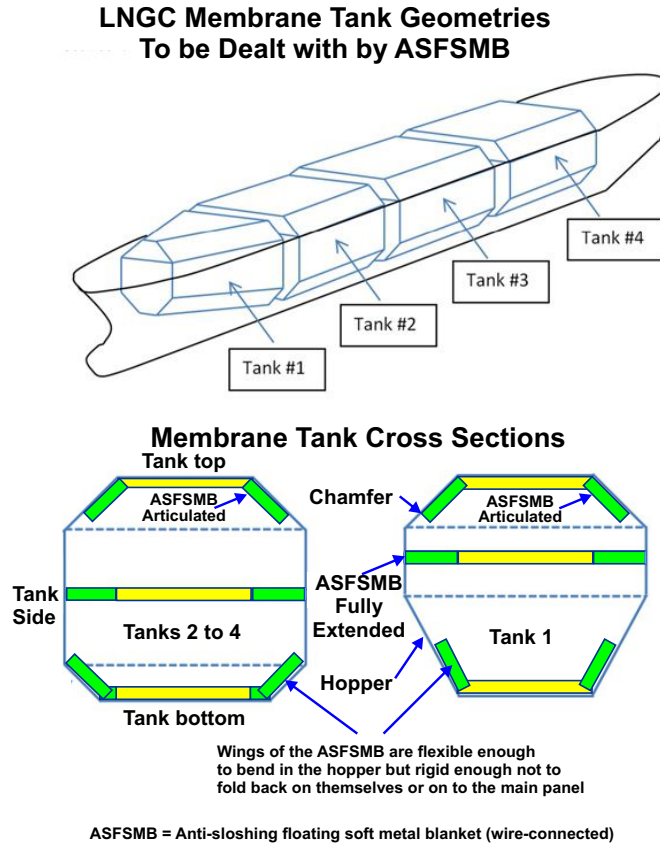 LNGC Membrane Tank Geometries
To be Dealt with by ASFSMB
Tank #4
Tank #3
Tank #2
Tank #1
Membrane Tank Cross Sections
Tank top
ASFSMB
Articulated
Chamfer
ASFSMB
Articulated
Tank
Side
ASFSMB
Fully
Extended
Tanks 2 to 4
Tank 1
Hopper
Tank bottom
Wings of the ASFSMB are flexible enough
to bend in the hopper but rigid enough not to
fold back on themselves or on to the main panel
ASFSMB = Anti-sloshing floating soft metal blanket (wire-connected)